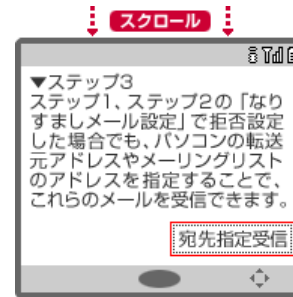 スクロール
▼ステップ3
ステップ1、ステップ2の「なり
すましメール設定」で拒否設定
した場合でも、パソコンの転送
元アドレスやメーリングリスト
のアドレスを指定することで、
これらのメールを受信できます。
宛先指定受信